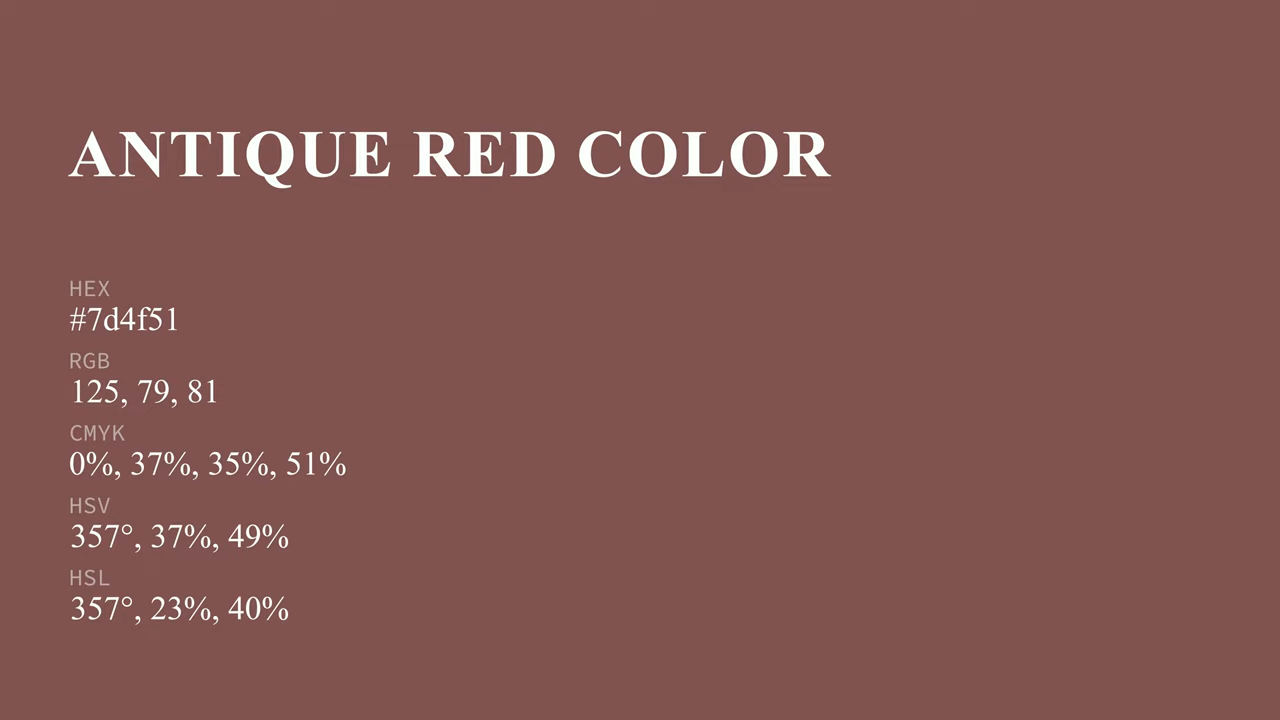 ANTIQUE RED COLOR
HEX
#7d4f51
RGB
125, 79, 81
CMYK
0%, 37%, 35%, 51%
HSV
357°, 37%, 49%
HSL
357°, 23%, 40%